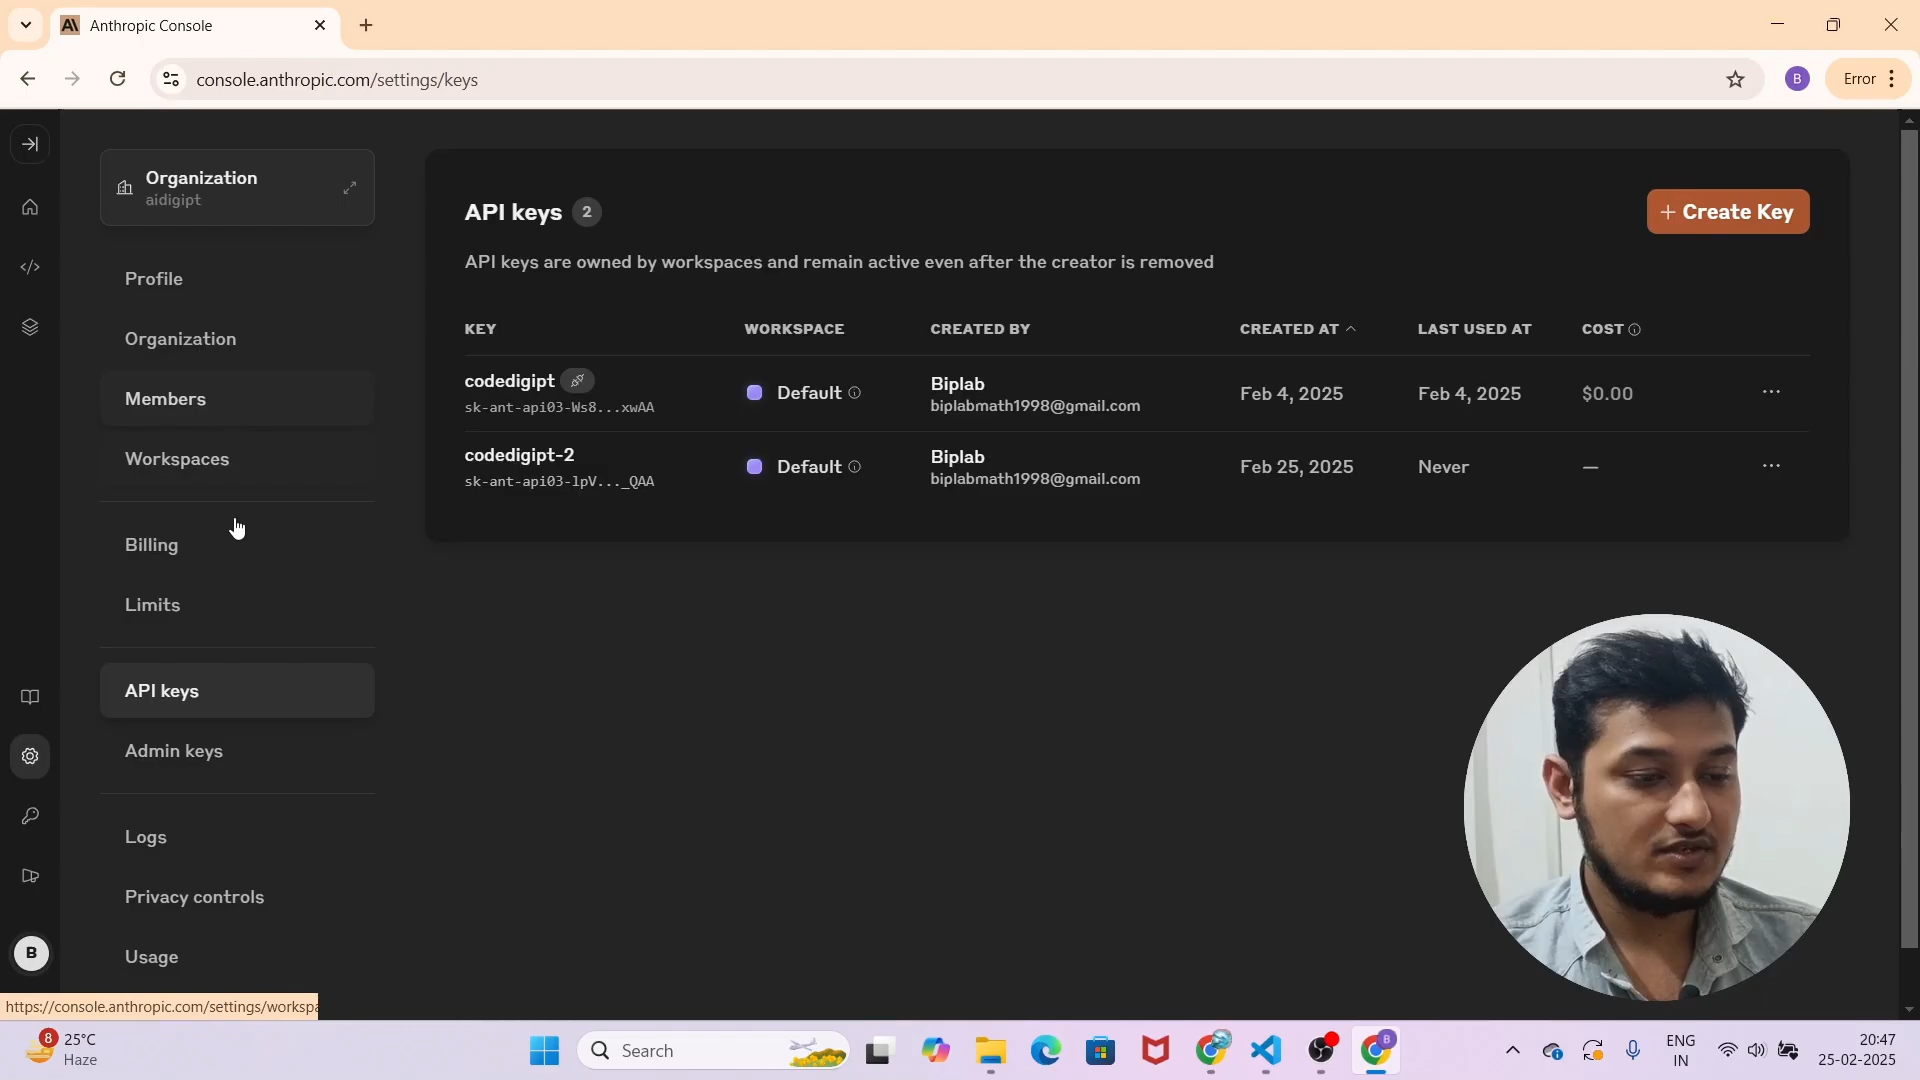 Anthropic Console
console.anthropic.com/settings/keys
B
Error
Organization
aidigipt
Profile
Organization
Members
Workspaces
Billing
Limits
API keys
Admin keys
Logs
Privacy controls
Usage
B
API keys 2
+ Create Key
API keys are owned by workspaces and remain active even after the creator is removed
KEY WORKSPACE CREATED BY CREATED AT LAST USED AT COST
codedigipt Default Biplab Feb 4, 2025 Feb 4, 2025 $0.00
sk-ant-api03-Ws8...xwAA biplabmath1998@gmail.com
codedigipt-2 Default Biplab Feb 25, 2025 Never —
sk-ant-api03-lpV..._QAA biplabmath1998@gmail.com
https://console.anthropic.com/settings/workspa
8 25°C
Haze
Search
B
ENG
IN
20:47
25-02-2025